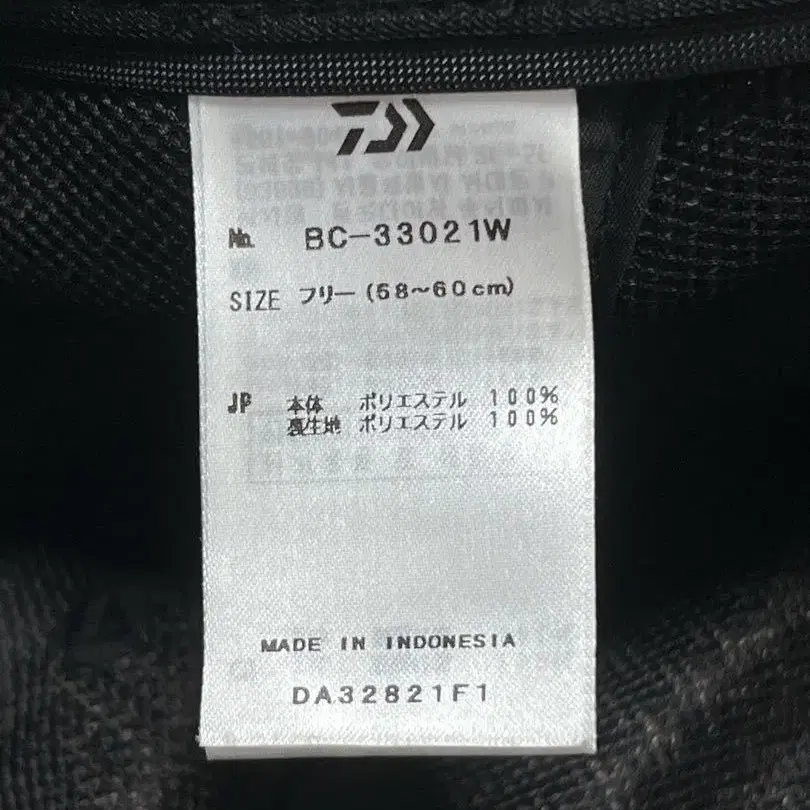 No. BC-33021W
SIZE フリー (58~60cm)
JP 本体 ポリエステル 100%
裏生地 ポリエステル 100%
MADE IN INDONESIA
DA32821F1